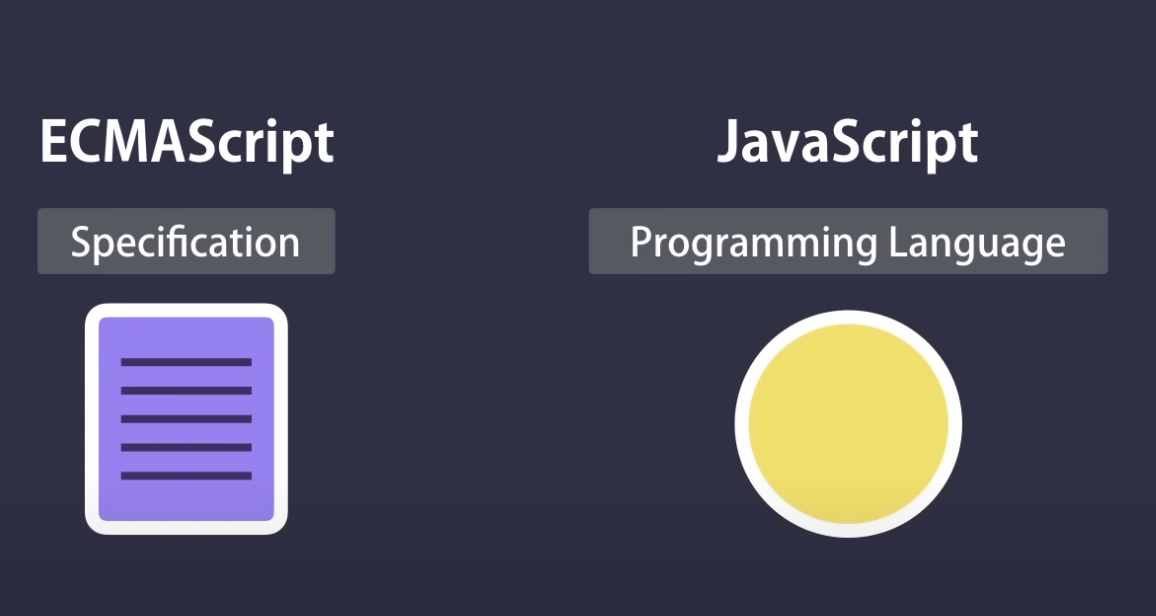 ECMAScript
Specification
JavaScript
Programming Language